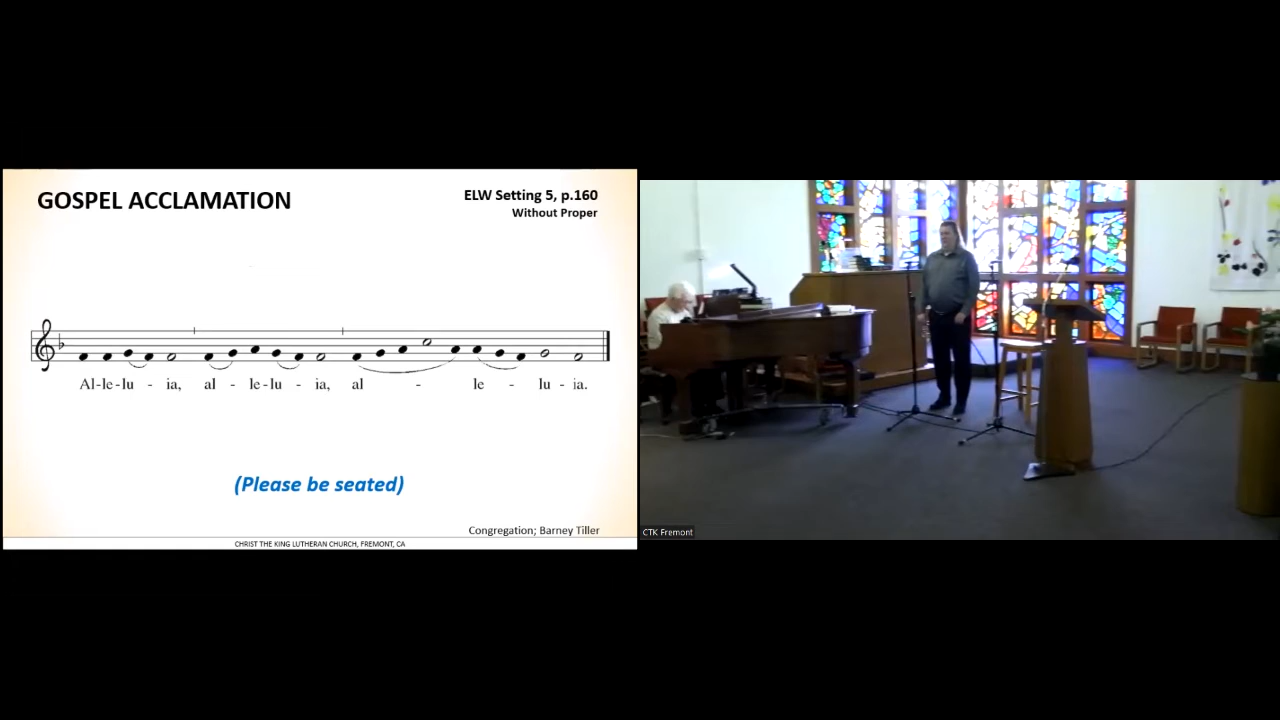 GOSPEL ACCLAMATION
ELW Setting 5, p.160
Without Proper
Al-le-lu - ia, al - le-lu - ia, al - le - lu - ia.
(Please be seated)
Congregation; Barney Tiller
CHRIST THE KING LUTHERAN CHURCH, FREMONT, CA
CTK Fremont